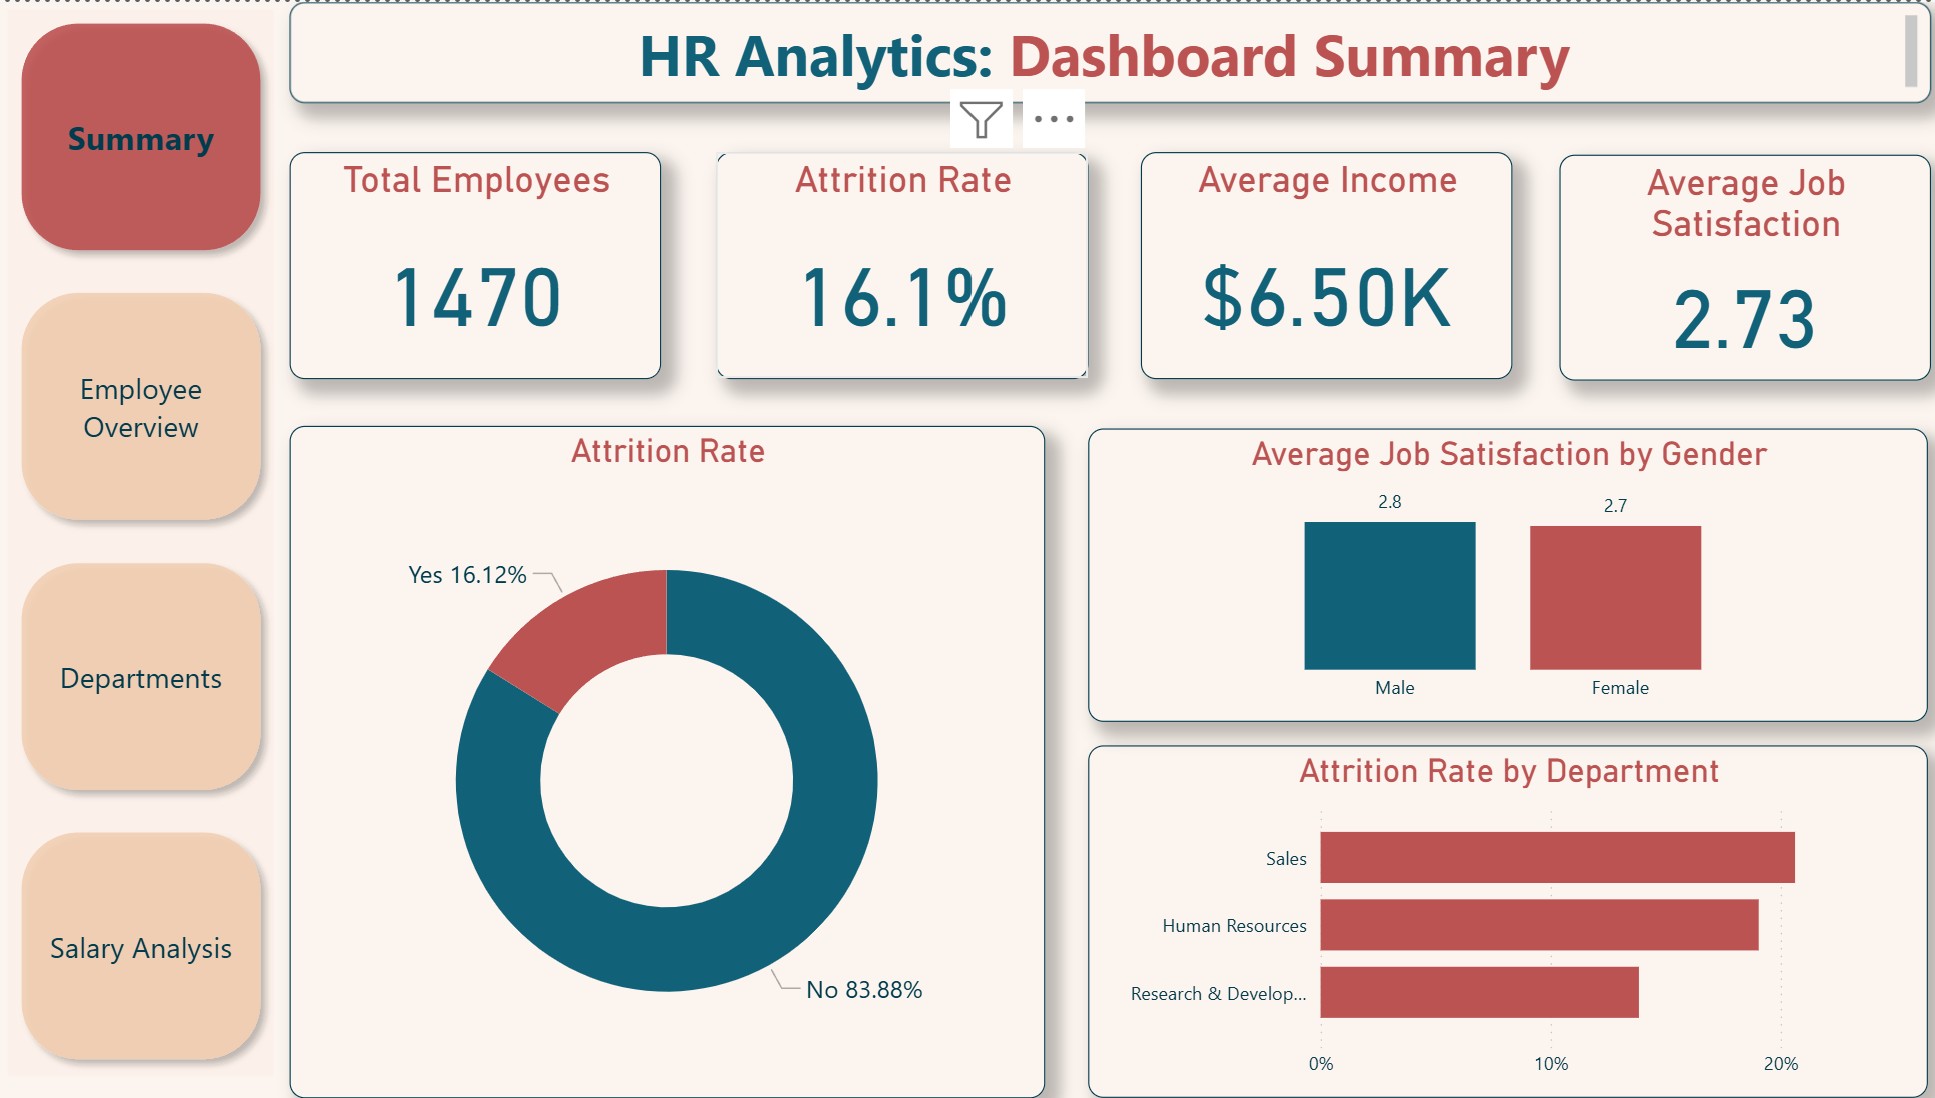 HR Analytics: Dashboard Summary
Summary
Employee
Overview
Departments
Salary Analysis
Total Employees
1470
Attrition Rate
16.1%
Average Income
$6.50K
Average Job
Satisfaction
2.73
Attrition Rate
Yes 16.12%
No 83.88%
Average Job Satisfaction by Gender
2.8
2.7
Male
Female
Attrition Rate by Department
Sales
Human Resources
Research & Develop...
0%
10%
20%